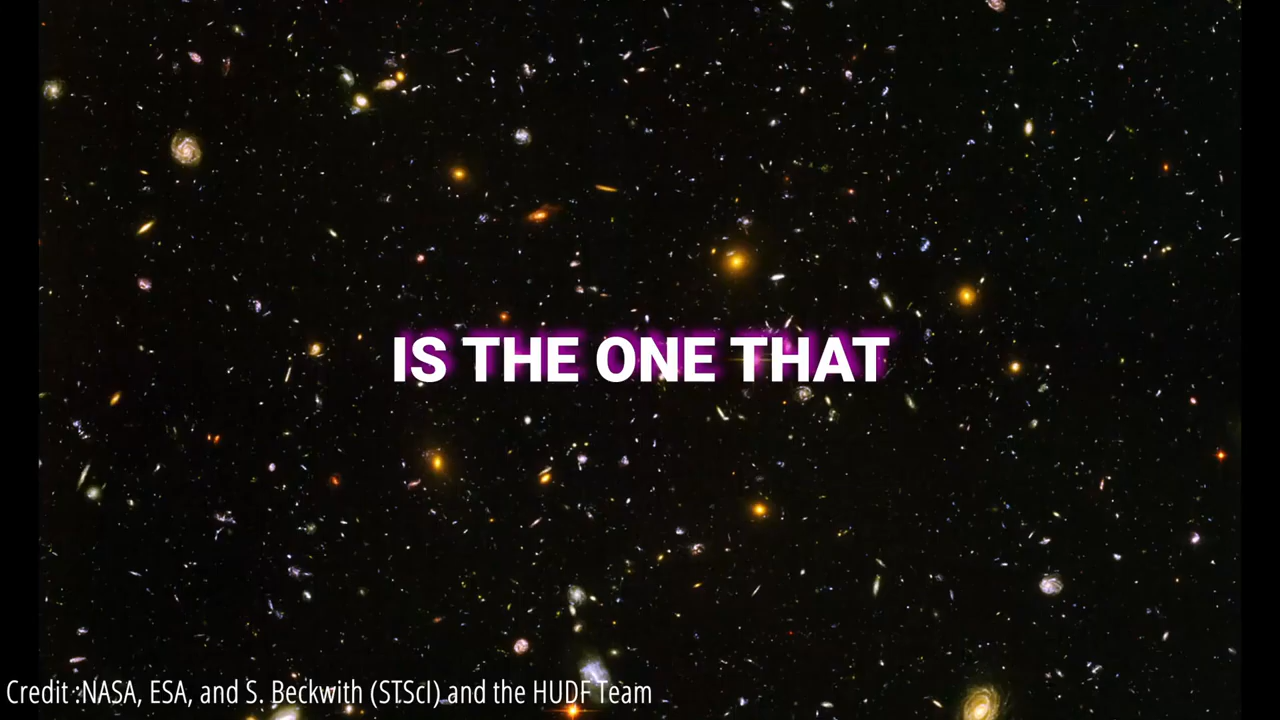 IS THE ONE THAT
Credit :NASA, ESA, and S. Beckwith (STScI) and the HUDF Team